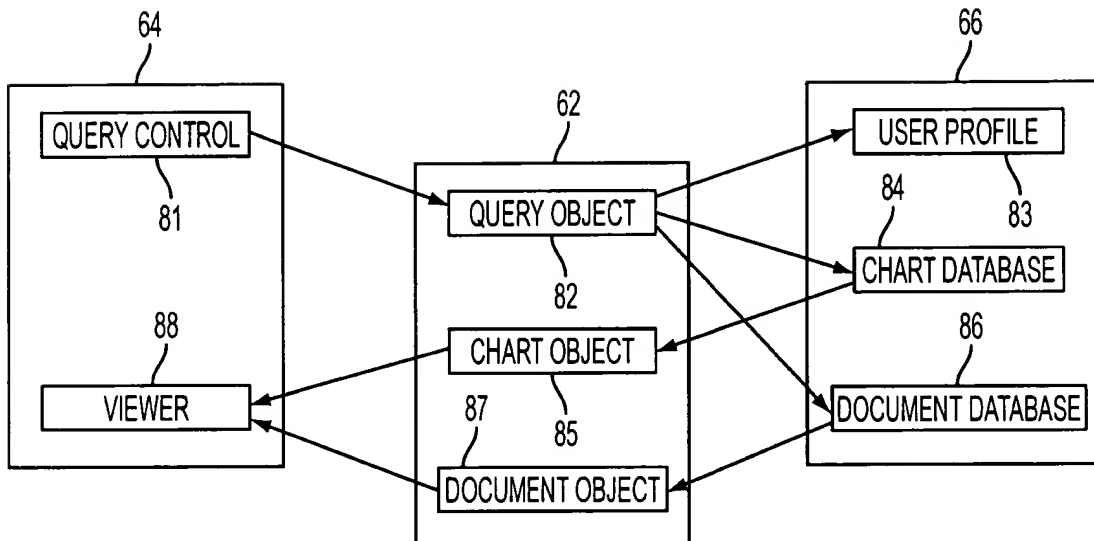 64
66
62
QUERY CONTROL
81
USER PROFILE
83
84
QUERY OBJECT
82
CHART DATABASE
88
CHART OBJECT
85
86
VIEWER
DOCUMENT DATABASE
87
DOCUMENT OBJECT